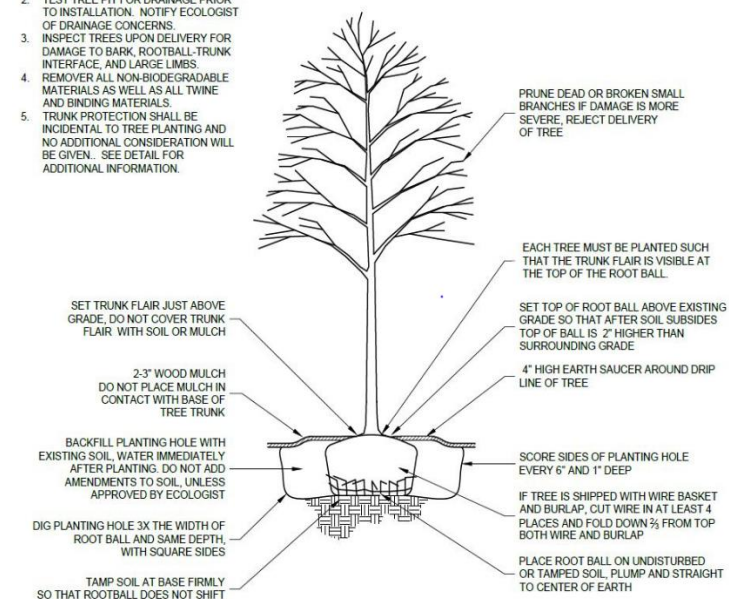 2. TEST TREE PIT FOR DRAINAGE PRIOR
TO INSTALLATION. NOTIFY ECOLOGIST
OF DRAINAGE CONCERNS.
3. INSPECT TREES UPON DELIVERY FOR
DAMAGE TO BARK, ROOTBALL-TRUNK
INTERFACE, AND LARGE LIMBS.
4. REMOVER ALL NON-BIODEGRADABLE
MATERIALS AS WELL AS ALL TWINE
AND BINDING MATERIALS.
5. TRUNK PROTECTION SHALL BE
INCIDENTAL TO TREE PLANTING AND
NO ADDITIONAL CONSIDERATION WILL
BE GIVEN.. SEE DETAIL FOR
ADDITIONAL INFORMATION.
PRUNE DEAD OR BROKEN SMALL
BRANCHES IF DAMAGE IS MORE
SEVERE, REJECT DELIVERY
OF TREE
EACH TREE MUST BE PLANTED SUCH
THAT THE TRUNK FLAIR IS VISIBLE AT
THE TOP OF THE ROOT BALL.
SET TOP OF ROOT BALL ABOVE EXISTING
GRADE SO THAT AFTER SOIL SUBSIDES
TOP OF BALL IS 2" HIGHER THAN
SURROUNDING GRADE
4" HIGH EARTH SAUCER AROUND DRIP
LINE OF TREE
SCORE SIDES OF PLANTING HOLE
EVERY 6" AND 1" DEEP
IF TREE IS SHIPPED WITH WIRE BASKET
AND BURLAP, CUT WIRE IN AT LEAST 4
PLACES AND FOLD DOWN ⅔ FROM TOP
BOTH WIRE AND BURLAP
PLACE ROOT BALL ON UNDISTURBED
OR TAMPED SOIL, PLUMP AND STRAIGHT
TO CENTER OF EARTH
SET TRUNK FLAIR JUST ABOVE
GRADE, DO NOT COVER TRUNK
FLAIR WITH SOIL OR MULCH
2-3" WOOD MULCH
DO NOT PLACE MULCH IN
CONTACT WITH BASE OF
TREE TRUNK
BACKFILL PLANTING HOLE WITH
EXISTING SOIL, WATER IMMEDIATELY
AFTER PLANTING. DO NOT ADD
AMENDMENTS TO SOIL, UNLESS
APPROVED BY ECOLOGIST
DIG PLANTING HOLE 3X THE WIDTH OF
ROOT BALL AND SAME DEPTH,
WITH SQUARE SIDES
TAMP SOIL AT BASE FIRMLY
SO THAT ROOTBALL DOES NOT SHIFT